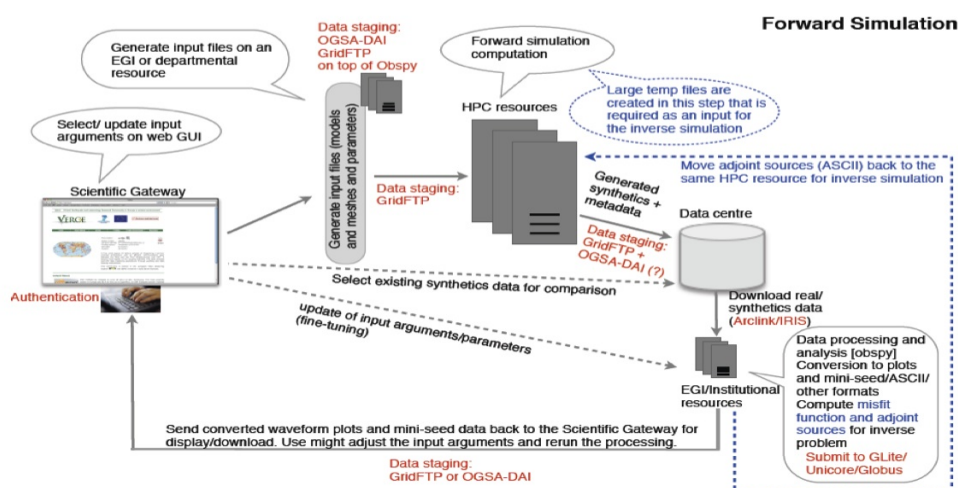 Forward Simulation
Data staging:
OGSA-DAI
GridFTP
on top of Obspy
Generate input files on an
EGI or departmental
resource
Forward simulation
computation
Large temp files are
created in this step that is
required as an input for
the inverse simulation
HPC resources
Select/ update input
arguments on web GUI
Generate input files (models
and meshes and parameters)
Move adjoint sources (ASCII) back to the
same HPC resource for inverse simulation
Data staging:
GridFTP
Scientific Gateway
VERCE
Generated
synthetics +
metadata
Data centre
Data staging:
GridFTP +
OGSA-DAI (?)
Select existing synthetics data for comparison
Authentication
Download real/
synthetics data
(Arclink/IRIS)
update of input arguments/parameters
(fine-tuning)
Data processing and
analysis [obspy]
Conversion to plots
and mini-seed/ASCII/
other formats
Compute misfit
function and adjoint
sources for inverse
problem
Submit to GLite/
Unicore/Globus
EGI/Institutional
resources
Send converted waveform plots and mini-seed data back to the Scientific Gateway for
display/download. Use might adjust the input arguments and rerun the processing.
Data staging:
GridFTP or OGSA-DAI